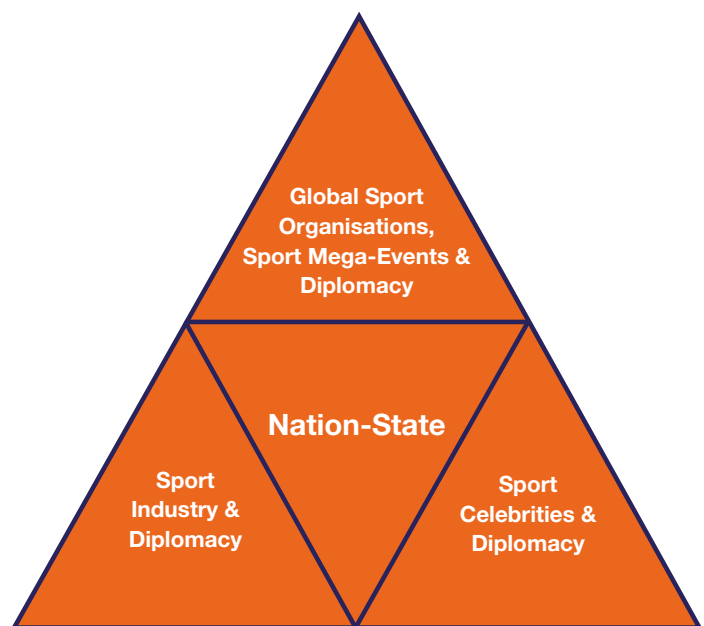 Global Sport
Organisations,
Sport Mega-Events &
Diplomacy
Nation-State
Sport
Industry &
Diplomacy
Sport
Celebrities &
Diplomacy